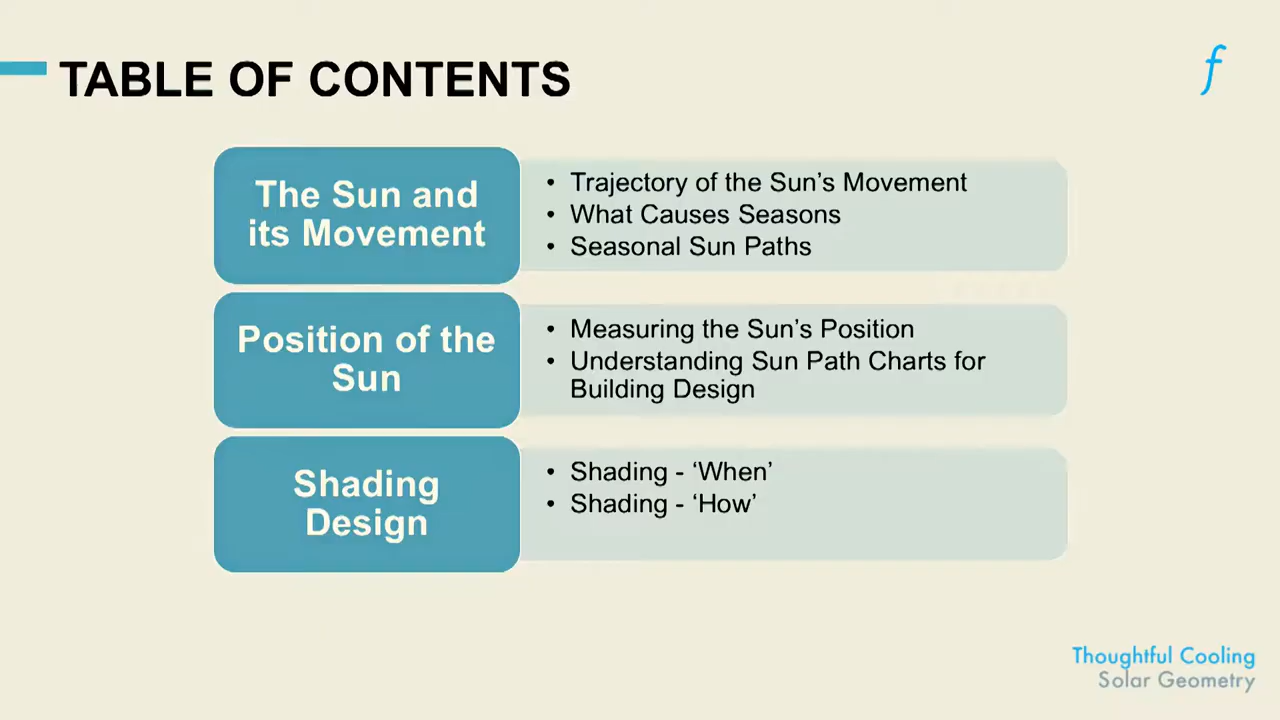 TABLE OF CONTENTS
f
The Sun and
its Movement
• Trajectory of the Sun’s Movement
• What Causes Seasons
• Seasonal Sun Paths
Position of the
Sun
• Measuring the Sun’s Position
• Understanding Sun Path Charts for
Building Design
Shading
Design
• Shading - ‘When’
• Shading - ‘How’
Thoughtful Cooling
Solar Geometry